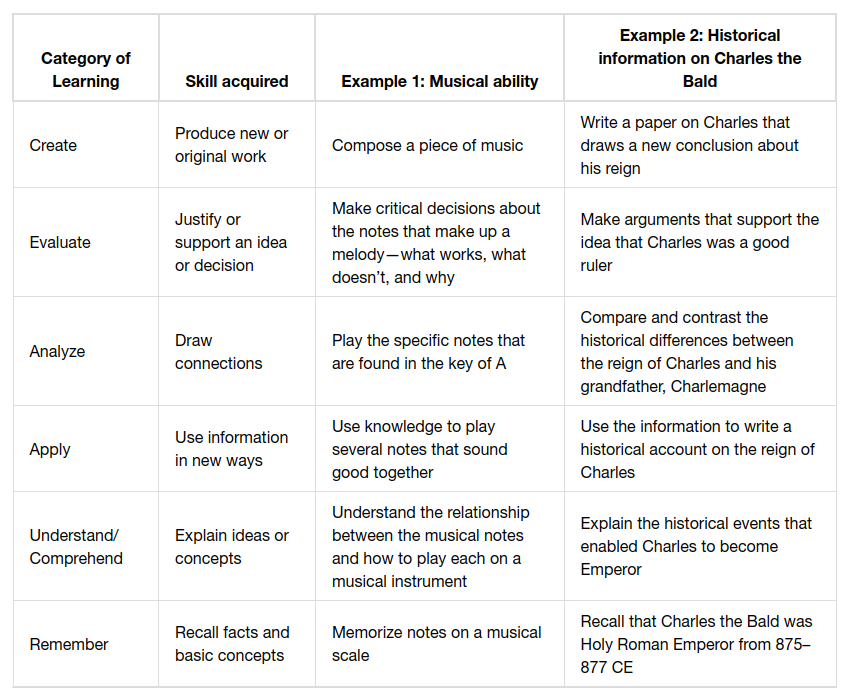 Category of
Learning
Skill acquired
Example 1: Musical ability
Example 2: Historical
information on Charles the
Bald
Create
Produce new or
original work
Compose a piece of music
Write a paper on Charles that
draws a new conclusion about
his reign
Evaluate
Justify or
support an idea
or decision
Make critical decisions about
the notes that make up a
melody—what works, what
doesn’t, and why
Make arguments that support the
idea that Charles was a good
ruler
Analyze
Draw
connections
Play the specific notes that
are found in the key of A
Compare and contrast the
historical differences between
the reign of Charles and his
grandfather, Charlemagne
Apply
Use information
in new ways
Use knowledge to play
several notes that sound
good together
Use the information to write a
historical account on the reign of
Charles
Understand/
Comprehend
Explain ideas or
concepts
Understand the relationship
between the musical notes
and how to play each on a
musical instrument
Explain the historical events that
enabled Charles to become
Emperor
Remember
Recall facts and
basic concepts
Memorize notes on a musical
scale
Recall that Charles the Bald was
Holy Roman Emperor from 875–
877 CE